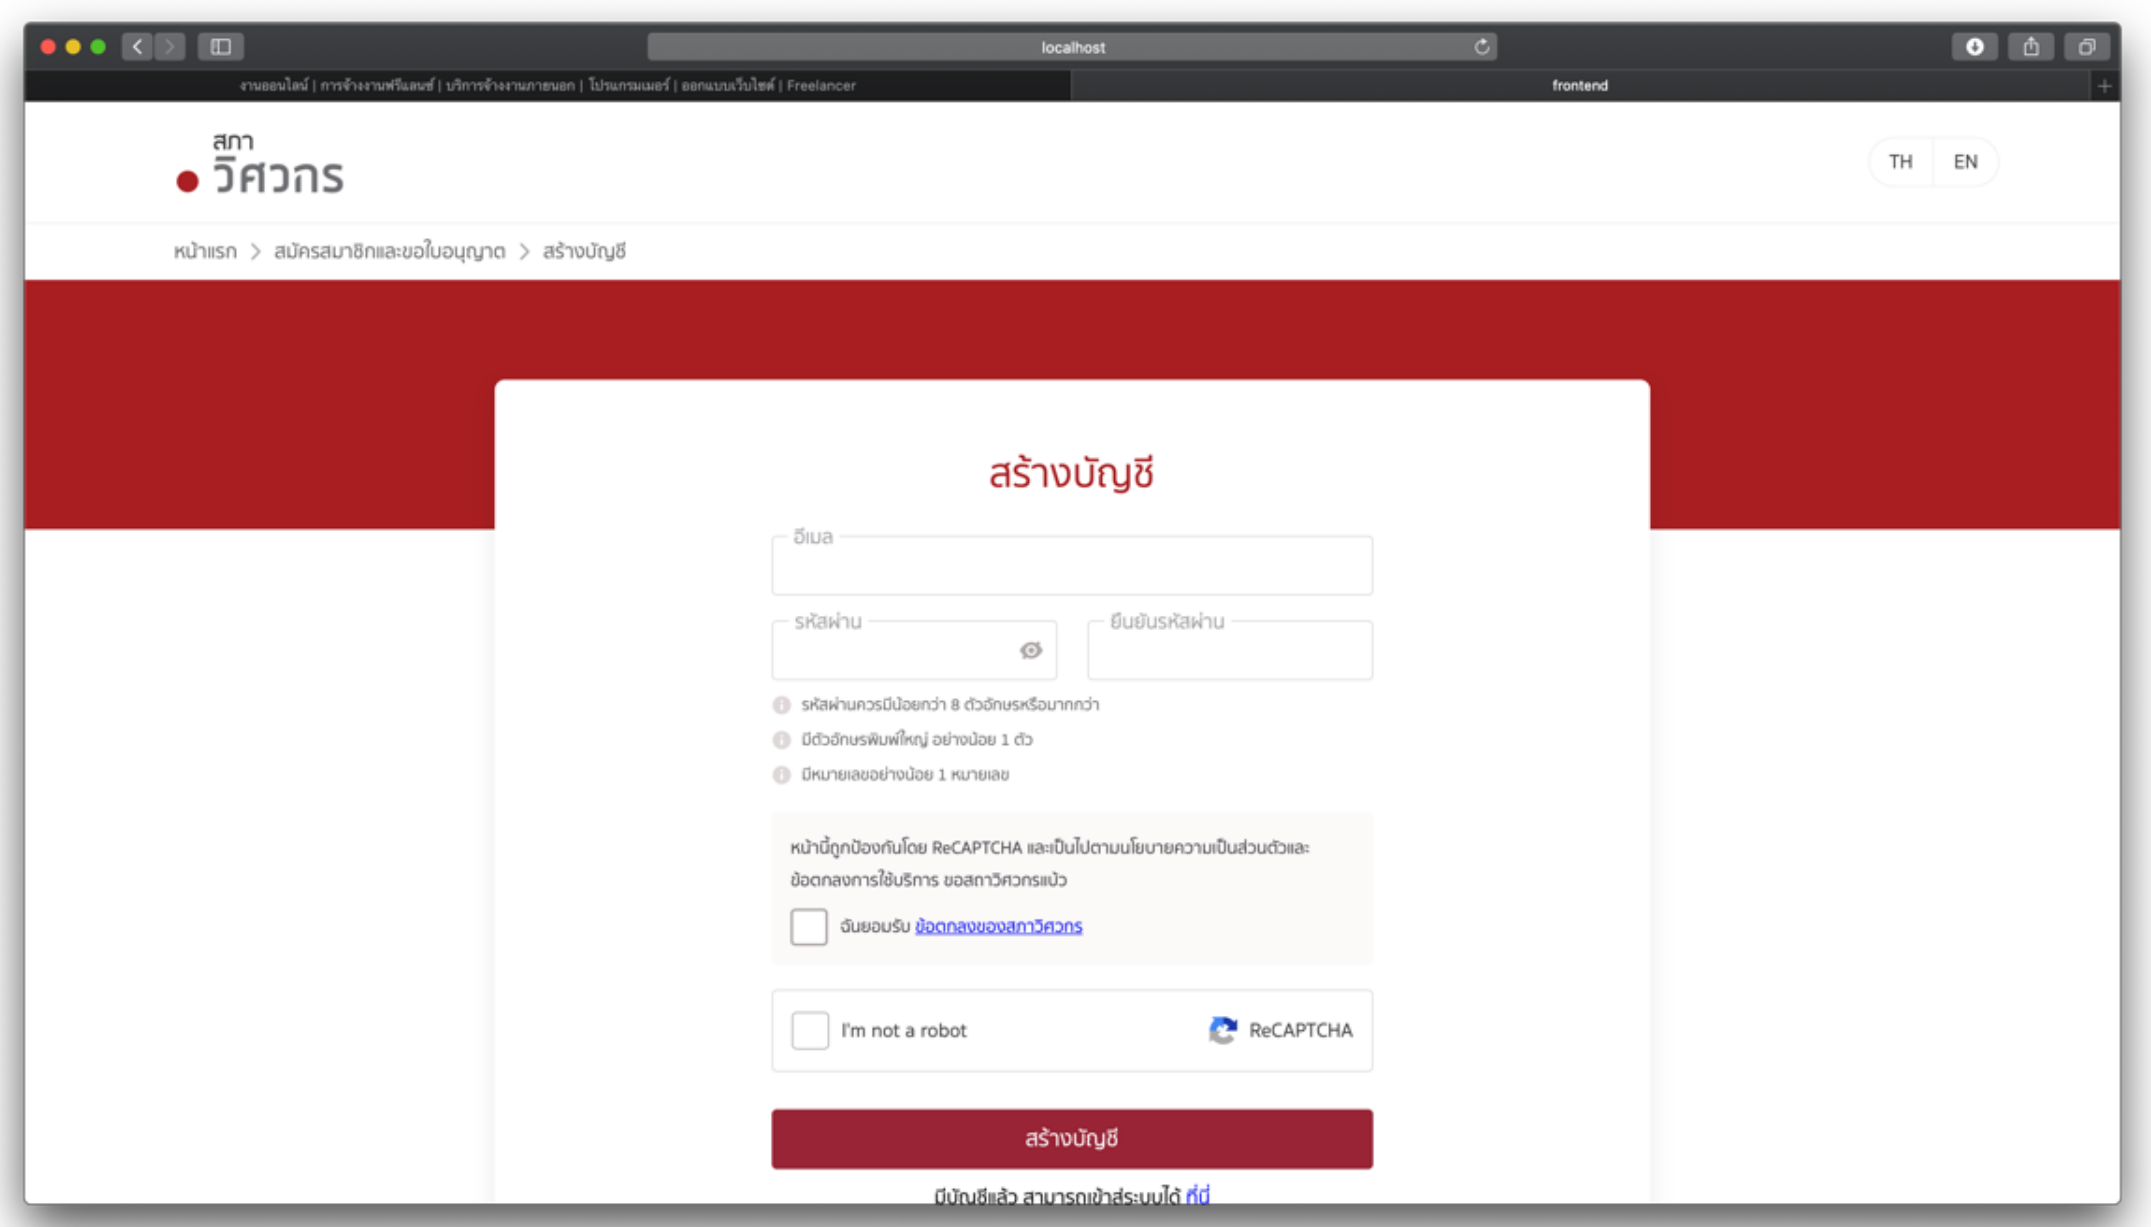 localhost
งานออนไลน์ | การจ้างงานฟรีแลนซ์ | บริการจ้างงานภายนอก | โปรแกรมเมอร์ | ออกแบบเว็บไซต์ | Freelancer
frontend
สภา
วิศวกร
TH EN
หน้าแรก > สมัครสมาชิกและขอใบอนุญาต > สร้างบัญชี
สร้างบัญชี
อีเมล
รหัสผ่าน ยืนยันรหัสผ่าน
รหัสผ่านควรมีน้อยกว่า 8 ตัวอักษรหรือมากกว่า
มีตัวอักษรพิมพ์ใหญ่ อย่างน้อย 1 ตัว
มีหมายเลขอย่างน้อย 1 หมายเลข
หน้านี้ถูกป้องกันโดย ReCAPTCHA และเป็นไปตามนโยบายความเป็นส่วนตัวและ
ข้อตกลงการใช้บริการ ขอสถาวิศวกรแบ้ว
ฉันยอมรับ ข้อตกลงของสภาวิศวกร
I'm not a robot ReCAPTCHA
สร้างบัญชี
มีบัญชีแล้ว สามารถเข้าสู่ระบบได้ ที่นี่